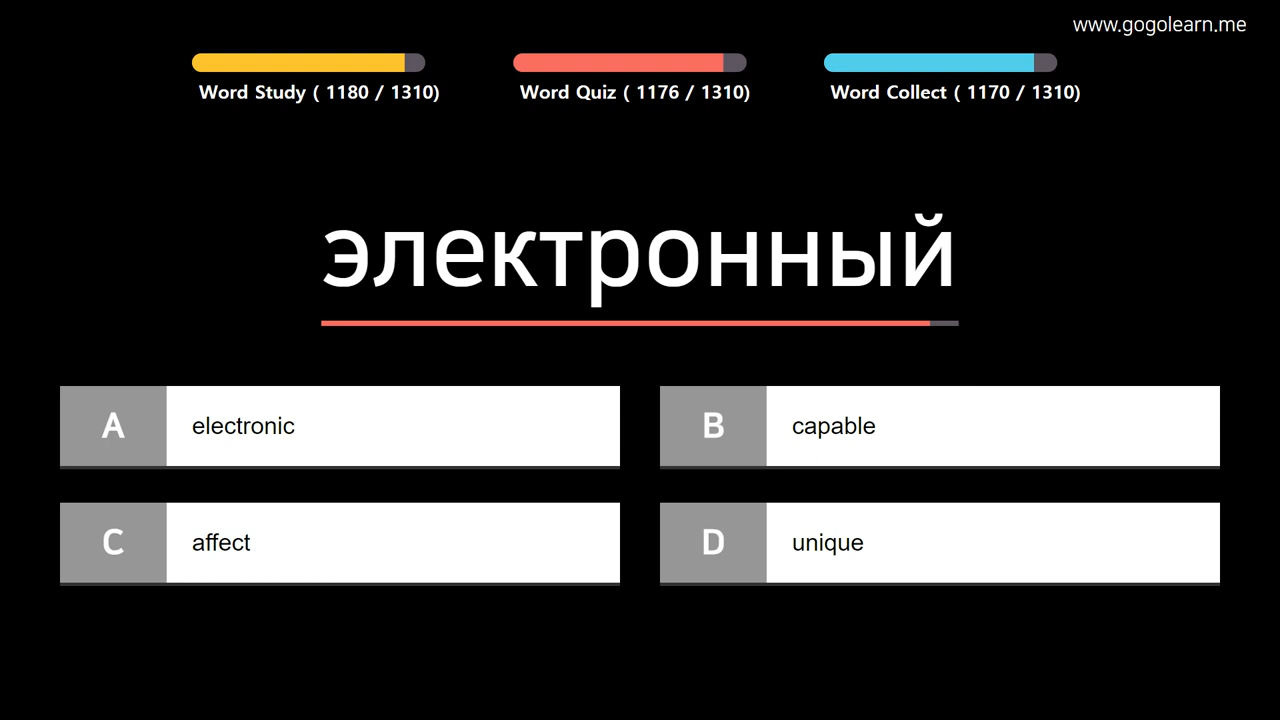 www.gogolearn.me
Word Study ( 1180 / 1310)
Word Quiz ( 1176 / 1310)
Word Collect ( 1170 / 1310)
электронный
A electronic
B capable
C affect
D unique